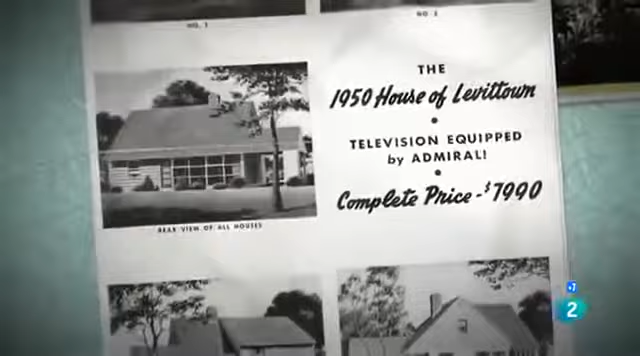 NO. 1
NO. 2
THE
1950 House of Levittown
•
TELEVISION EQUIPPED
by ADMIRAL!
•
Complete Price - $7990
REAR VIEW OF ALL HOUSES
2